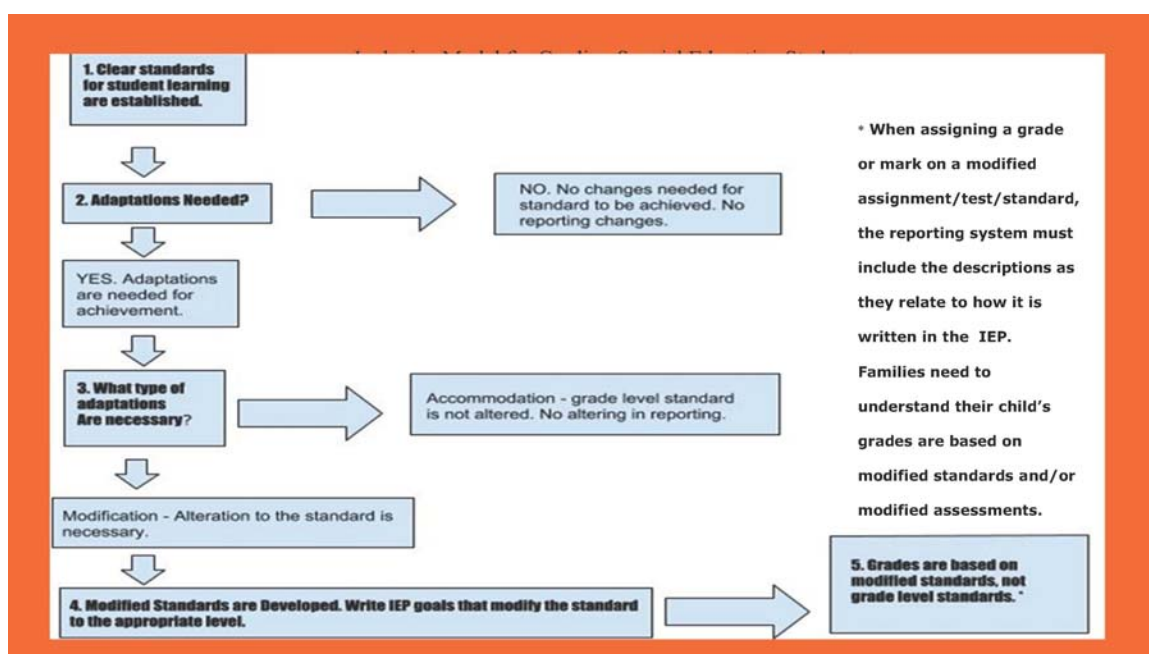 1. Clear standards
for student learning
are established.
2. Adaptations Needed?
NO. No changes needed for
standard to be achieved. No
reporting changes.
YES. Adaptations
are needed for
achievement.
3. What type of
adaptations
Are necessary?
Accommodation - grade level standard
is not altered. No altering in reporting.
Modification - Alteration to the standard is
necessary.
4. Modified Standards are Developed. Write IEP goals that modify the standard
to the appropriate level.
5. Grades are based on
modified standards, not
grade level standards. *
* When assigning a grade
or mark on a modified
assignment/test/standard,
the reporting system must
include the descriptions as
they relate to how it is
written in the IEP.
Families need to
understand their child's
grades are based on
modified standards and/or
modified assessments.